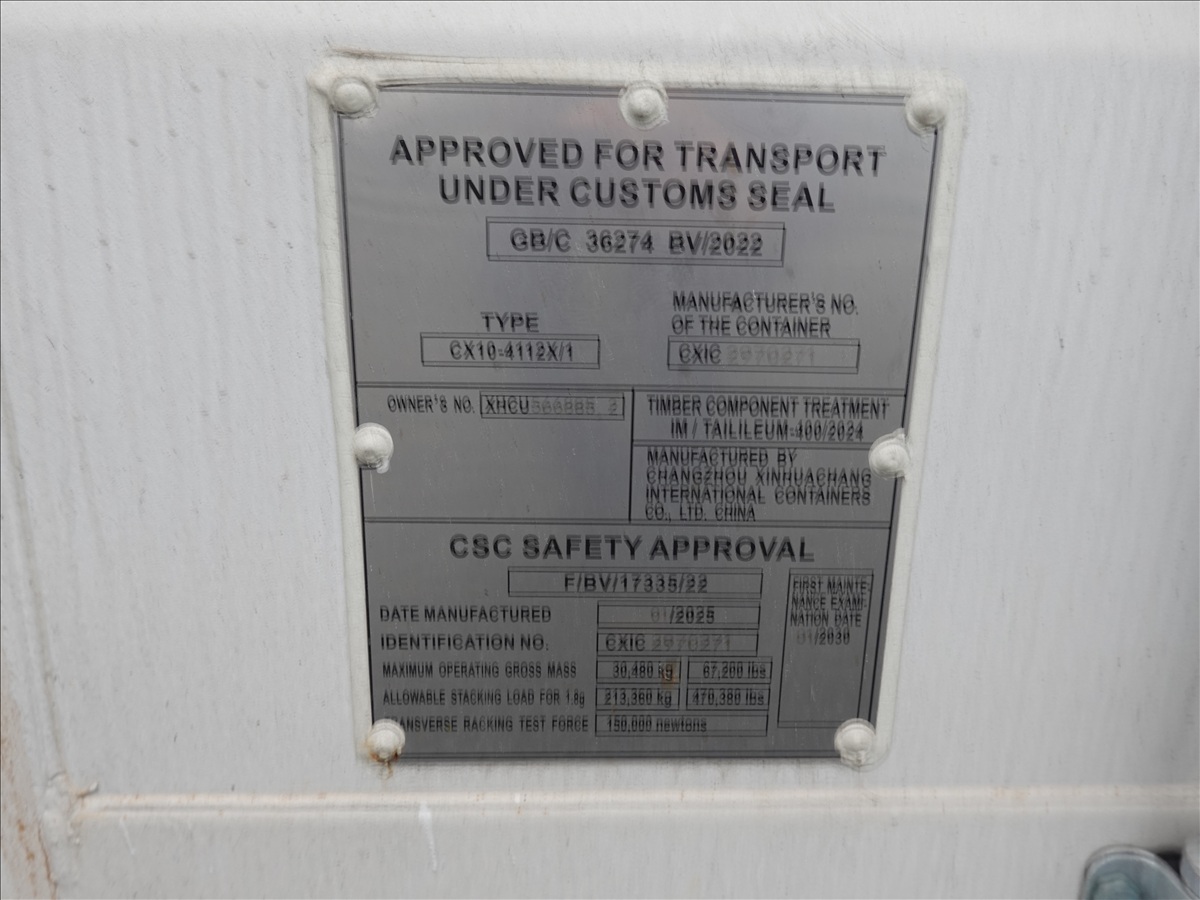 APPROVED FOR TRANSPORT
UNDER CUSTOMS SEAL
GB/C 36274 BV/2022
TYPE
CX10-4112X/1
MANUFACTURER'S NO.
OF THE CONTAINER
CXIC 2970271
OWNER'S NO. XHCU
TIMBER COMPONENT TREATMENT
IM / TAILILEUM-400/2024
MANUFACTURED BY
CHANGZHOU XINHUACHANG
INTERNATIONAL CONTAINERS
CO., LTD. CHINA
CSC SAFETY APPROVAL
F/BV/17335/22
DATE MANUFACTURED 01/2025
IDENTIFICATION NO. CXIC 2970271
MAXIMUM OPERATING GROSS MASS 30,480 kg 67,200 lbs
ALLOWABLE STACKING LOAD FOR 1.8g 213,360 kg 470,380 lbs
TRANSVERSE RACKING TEST FORCE 150,000 newtons
FIRST MAINTE-
NANCE EXAMI-
NATION DATE
01/2030